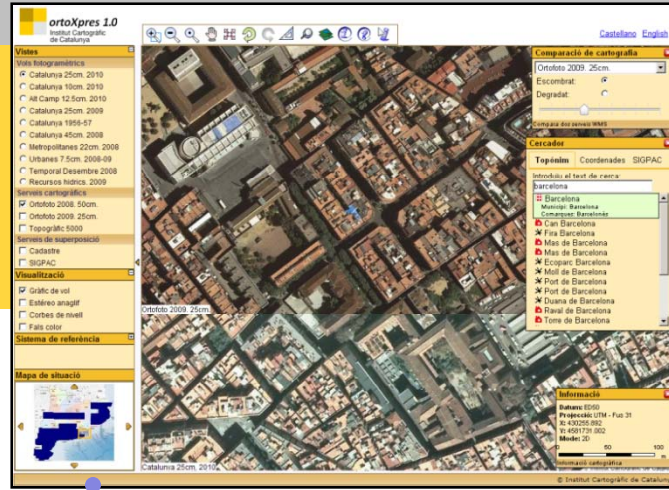 ortoXpres 1.0
Institut Cartogràfic
de Catalunya
Castellano English
Vistes
Vols fotogramètrics
Catalunya 25cm. 2010
Catalunya 10cm. 2010
Alt Camp 12.5cm. 2010
Catalunya 25cm. 2009
Catalunya 1956-57
Catalunya 45cm. 2008
Metropolitanes 22cm. 2008
Urbanes 7.5cm. 2008-09
Temporal Desembre 2008
Recursos hídrics. 2009
Serveis cartogràfics
Ortofoto 2008. 50cm.
Ortofoto 2009. 25cm.
Topogràfic 5000
Serveis de superposició
Cadastre
SIGPAC
Visualització
Gràfic de vol
Estéreo anaglif
Corbes de nivell
Fals color
Sistema de referència
Mapa de situació
Ortofoto 2009. 25cm.
Catalunya 25cm. 2010
Comparació de cartografia
Ortofoto 2009. 25cm.
Escombrat:
Degradat:
Compara dos serveis WMS
Cercador
Topònim Coordenades SIGPAC
Introduïu el text de cerca:
barcelona
Barcelona
Municipi: Barcelona
Comarques: Barcelonès
Can Barcelona
Fira Barcelona
Mas de Barcelona
Mas de Barcelona
Ecoparc Barcelona
Moll de Barcelona
Port de Barcelona
Port de Barcelona
Duana de Barcelona
Raval de Barcelona
Torre de Barcelona
Informació
Datum: ED50
Projecció: UTM - Fus 31
X: 430255.892
Y: 4581731.002
Mode: 2D
0 50 100
Informació cartogràfica
© Institut Cartogràfic de Catalunya